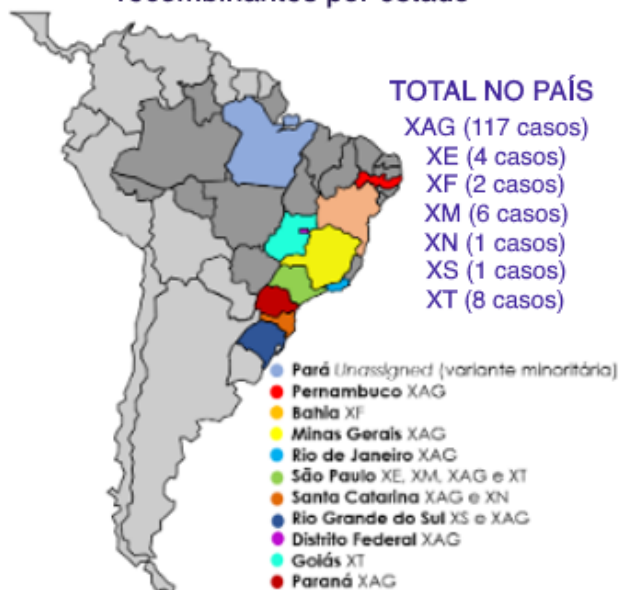 recombinantes por estado
TOTAL NO PAÍS
XAG (117 casos)
XE (4 casos)
XF (2 casos)
XM (6 casos)
XN (1 casos)
XS (1 casos)
XT (8 casos)
Pará Unassigned (variante minoritária)
Pernambuco XAG
Bahia XF
Minas Gerais XAG
Rio de Janeiro XAG
São Paulo XE, XM, XAG e XT
Santa Catarina XAG e XN
Rio Grande do Sul XS e XAG
Distrito Federal XAG
Goiás XT
Paraná XAG